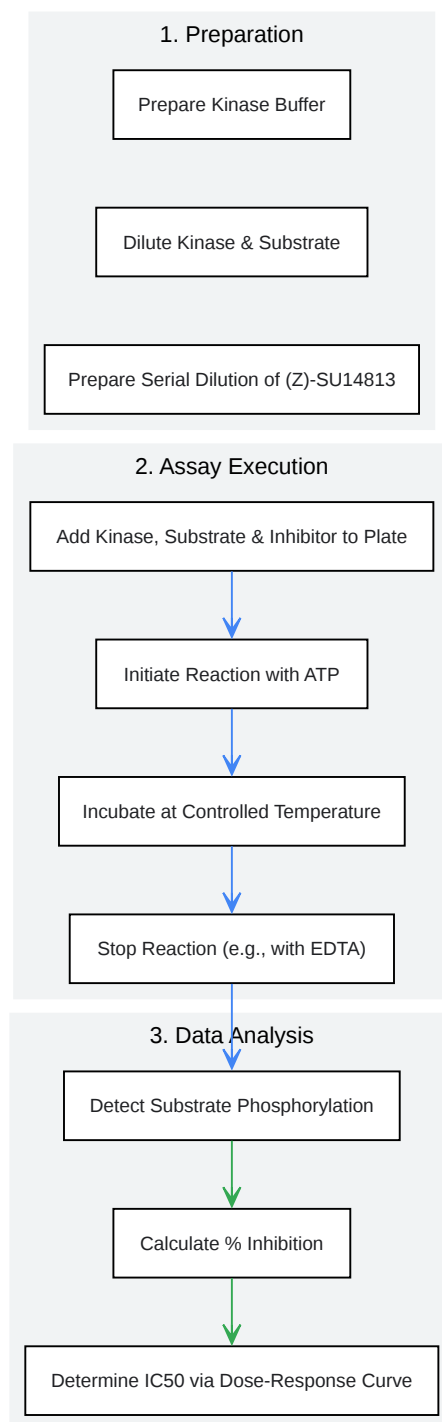 1. Preparation
Prepare Kinase Buffer
Dilute Kinase & Substrate
Prepare Serial Dilution of (Z)-SU14813
2. Assay Execution
Add Kinase, Substrate & Inhibitor to Plate
Initiate Reaction with ATP
Incubate at Controlled Temperature
Stop Reaction (e.g., with EDTA)
3. Data Analysis
Detect Substrate Phosphorylation
Calculate % Inhibition
Determine IC50 via Dose-Response Curve